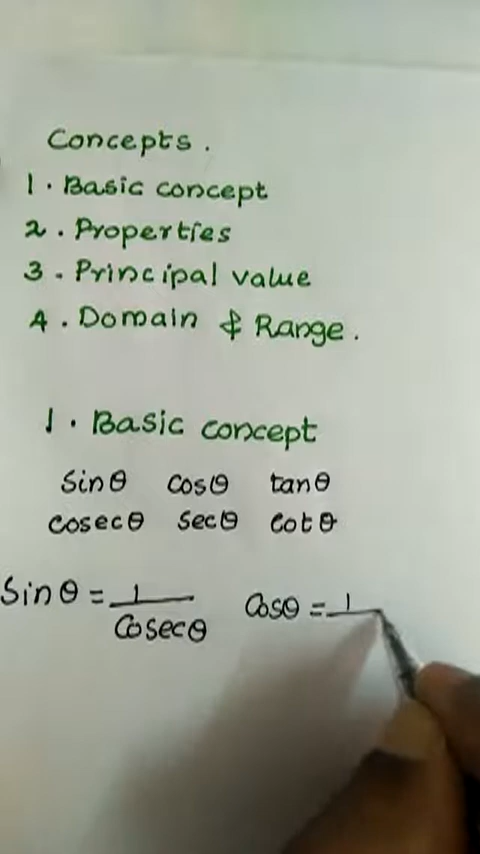 Concepts.
1. Basic concept
2. Properties
3. Principal value
4. Domain & Range.
1. Basic concept
Sinθ Cosθ tanθ
Cosecθ Secθ Cotθ
Sinθ = 1/Cosecθ Cosθ = 1/